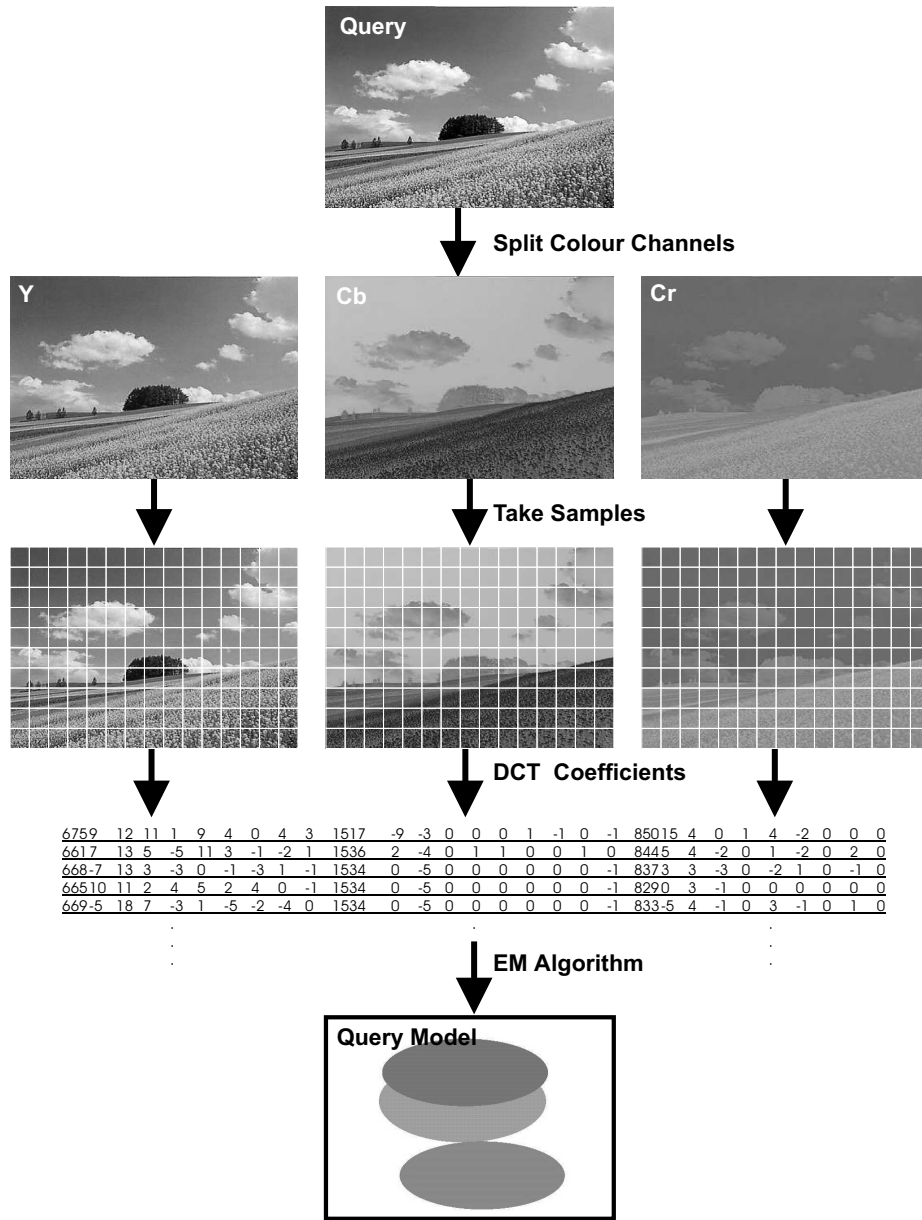 Query
Split Colour Channels
Y
Cb
Cr
Take Samples
DCT Coefficients
6759 12 11 1 9 4 0 4 3 1517 -9 -3 0 0 0 1 -1 0 -1 85015 4 0 1 4 -2 0 0 0
6617 13 5 -5 11 3 -1 -2 1 1536 2 -4 0 1 1 0 0 1 0 8445 4 -2 0 1 -2 0 2 0
668-7 13 3 -3 0 -1 -3 1 -1 1534 0 -5 0 0 0 0 0 0 -1 8373 3 -3 0 -2 1 0 -1 0
66510 11 2 4 5 2 4 0 -1 1534 0 -5 0 0 0 0 0 0 -1 8290 3 -1 0 0 0 0 0 0
669-5 18 7 -3 1 -5 -2 -4 0 1534 0 -5 0 0 0 0 0 0 -1 833-5 4 -1 0 3 -1 0 1 0
EM Algorithm
Query Model